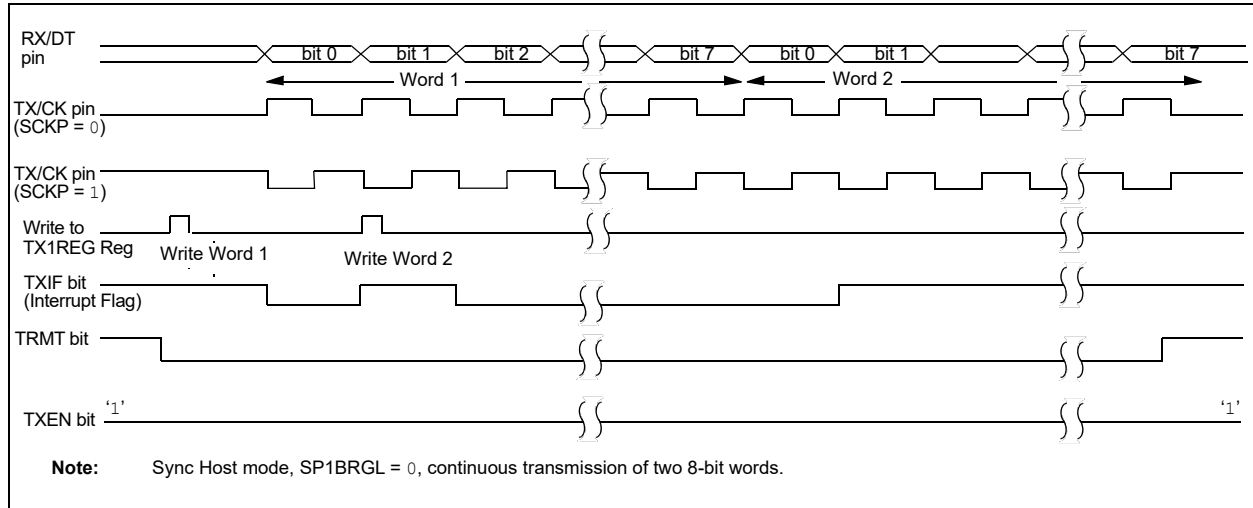 RX/DT
pin
bit 0 bit 1 bit 2 bit 7 bit 0 bit 1 bit 7
Word 1 Word 2
TX/CK pin
(SCKP = 0)
TX/CK pin
(SCKP = 1)
Write to
TX1REG Reg
Write Word 1 Write Word 2
TXIF bit
(Interrupt Flag)
TRMT bit
TXEN bit ‘1’ ‘1’
Note: Sync Host mode, SP1BRGL = 0, continuous transmission of two 8-bit words.